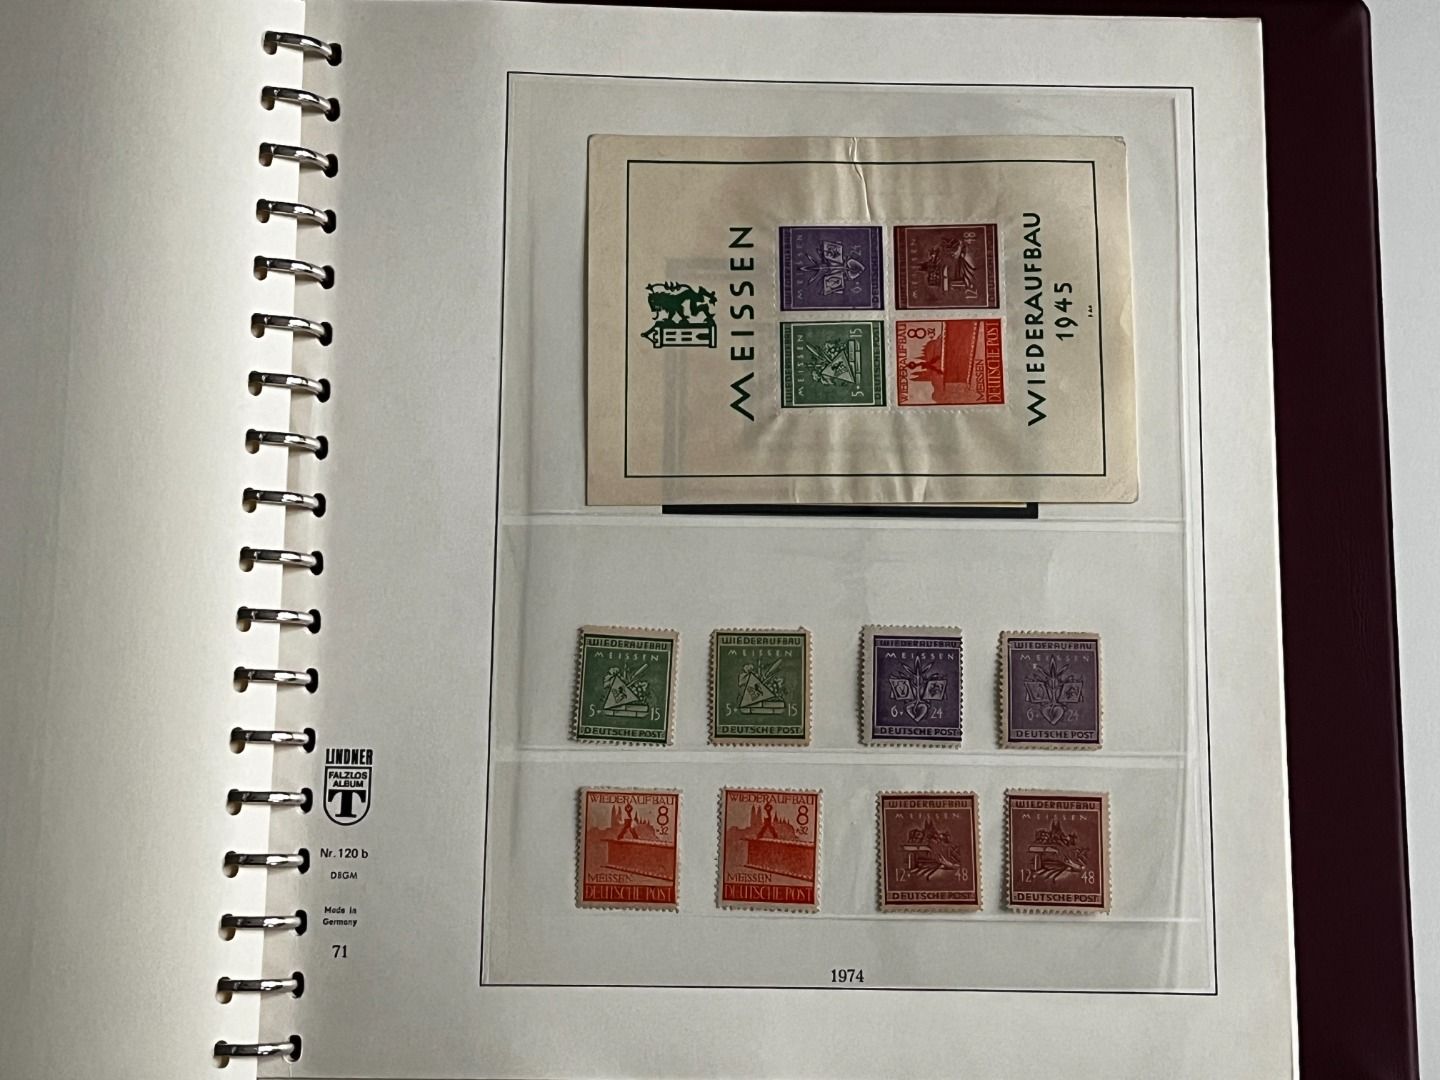 MEISSEN
WIEDERAUFBAU
1945
MEISSEN
6+24
MEISSEN
12+48
MEISSEN
5+15
WIEDERAUFBAU
8
+32
MEISSEN
DEUTSCHE POST
WIEDERAUFBAU
MEISSEN
5+ 15
DEUTSCHE POST
WIEDERAUFBAU
MEISSEN
5+ 15
DEUTSCHE POST
WIEDERAUFBAU
MEISSEN
6+ 24
DEUTSCHE POST
WIEDERAUFBAU
MEISSEN
6+ 24
DEUTSCHE POST
WIEDERAUFBAU
8
+32
MEISSEN
DEUTSCHE POST
WIEDERAUFBAU
8
+32
MEISSEN
DEUTSCHE POST
WIEDERAUFBAU
MEISSEN
12+ 48
DEUTSCHE POST
WIEDERAUFBAU
MEISSEN
12+ 48
DEUTSCHE POST
LINDNER
FALZLOS
ALBUM
T
Nr. 120 b
DBGM
Made in
Germany
71
1974